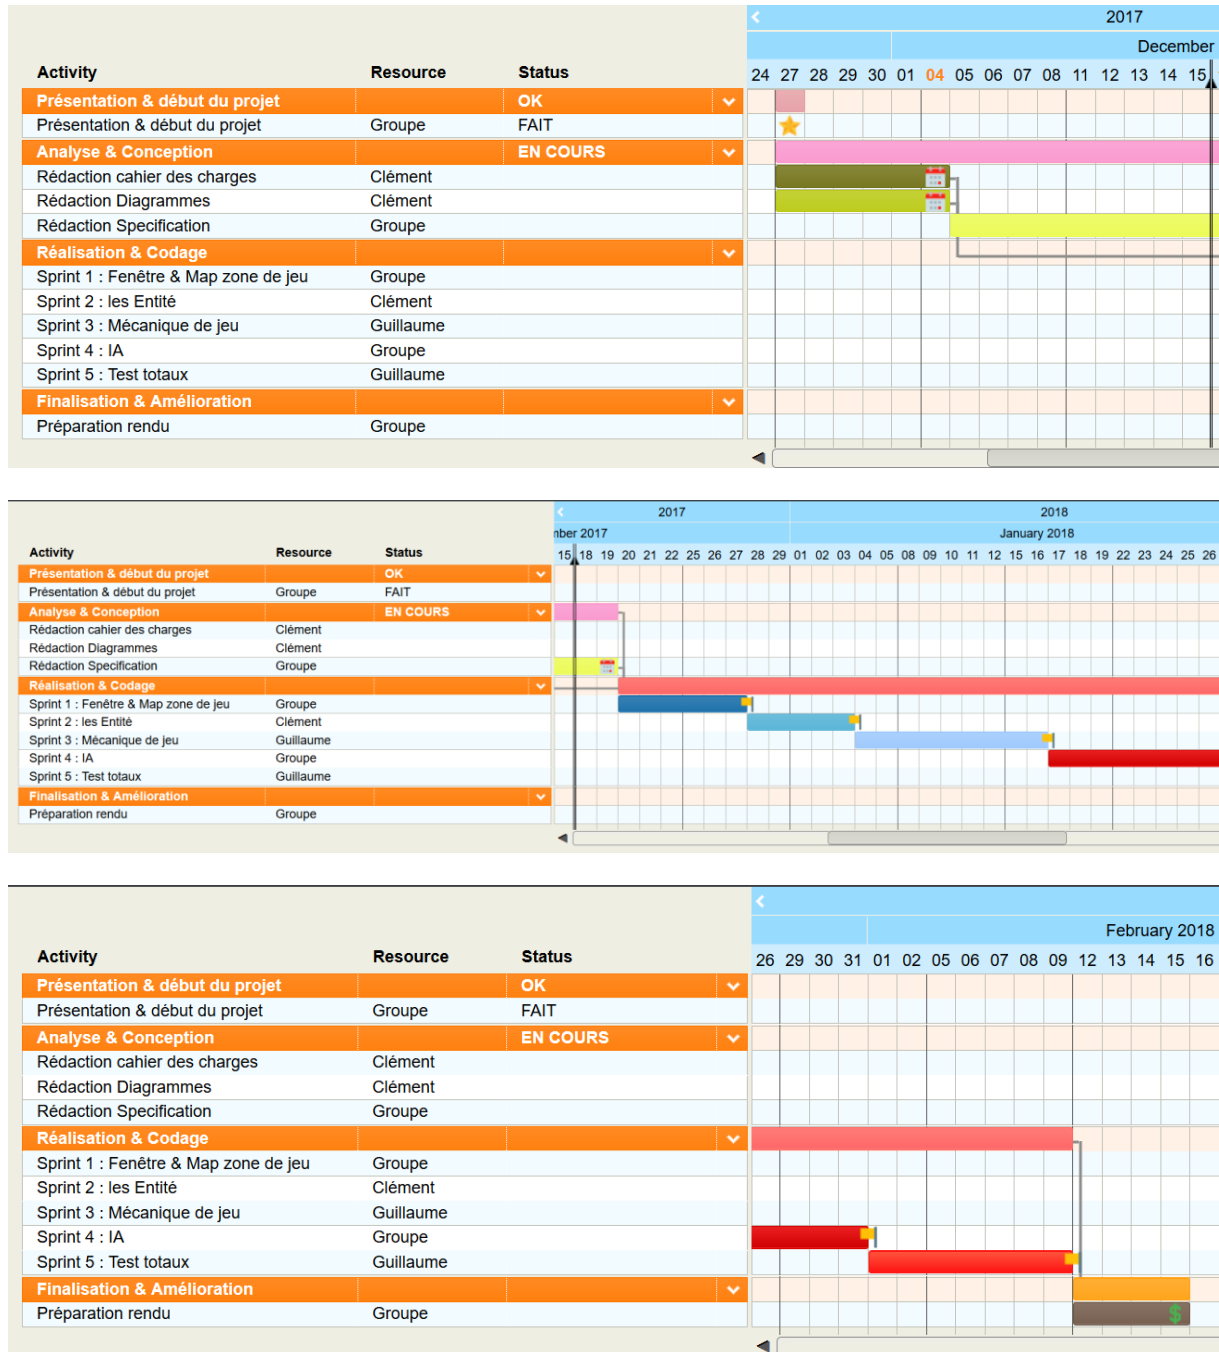 2017
December
Activity Resource Status 24 27 28 29 30 01 04 05 06 07 08 11 12 13 14 15
Présentation & début du projet OK
Présentation & début du projet Groupe FAIT
Analyse & Conception EN COURS
Rédaction cahier des charges Clément
Rédaction Diagrammes Clément
Rédaction Specification Groupe
Réalisation & Codage
Sprint 1 : Fenêtre & Map zone de jeu Groupe
Sprint 2 : les Entité Clément
Sprint 3 : Mécanique de jeu Guillaume
Sprint 4 : IA Groupe
Sprint 5 : Test totaux Guillaume
Finalisation & Amélioration
Préparation rendu Groupe
2017 2018
mber 2017 January 2018
Activity Resource Status 15 18 19 20 21 22 25 26 27 28 29 01 02 03 04 05 08 09 10 11 12 15 16 17 18 19 22 23 24 25 26
Présentation & début du projet OK
Présentation & début du projet Groupe FAIT
Analyse & Conception EN COURS
Rédaction cahier des charges Clément
Rédaction Diagrammes Clément
Rédaction Specification Groupe
Réalisation & Codage
Sprint 1 : Fenêtre & Map zone de jeu Groupe
Sprint 2 : les Entité Clément
Sprint 3 : Mécanique de jeu Guillaume
Sprint 4 : IA Groupe
Sprint 5 : Test totaux Guillaume
Finalisation & Amélioration
Préparation rendu Groupe
February 2018
Activity Resource Status 26 29 30 31 01 02 05 06 07 08 09 12 13 14 15 16
Présentation & début du projet OK
Présentation & début du projet Groupe FAIT
Analyse & Conception EN COURS
Rédaction cahier des charges Clément
Rédaction Diagrammes Clément
Rédaction Specification Groupe
Réalisation & Codage
Sprint 1 : Fenêtre & Map zone de jeu Groupe
Sprint 2 : les Entité Clément
Sprint 3 : Mécanique de jeu Guillaume
Sprint 4 : IA Groupe
Sprint 5 : Test totaux Guillaume
Finalisation & Amélioration
Préparation rendu Groupe $